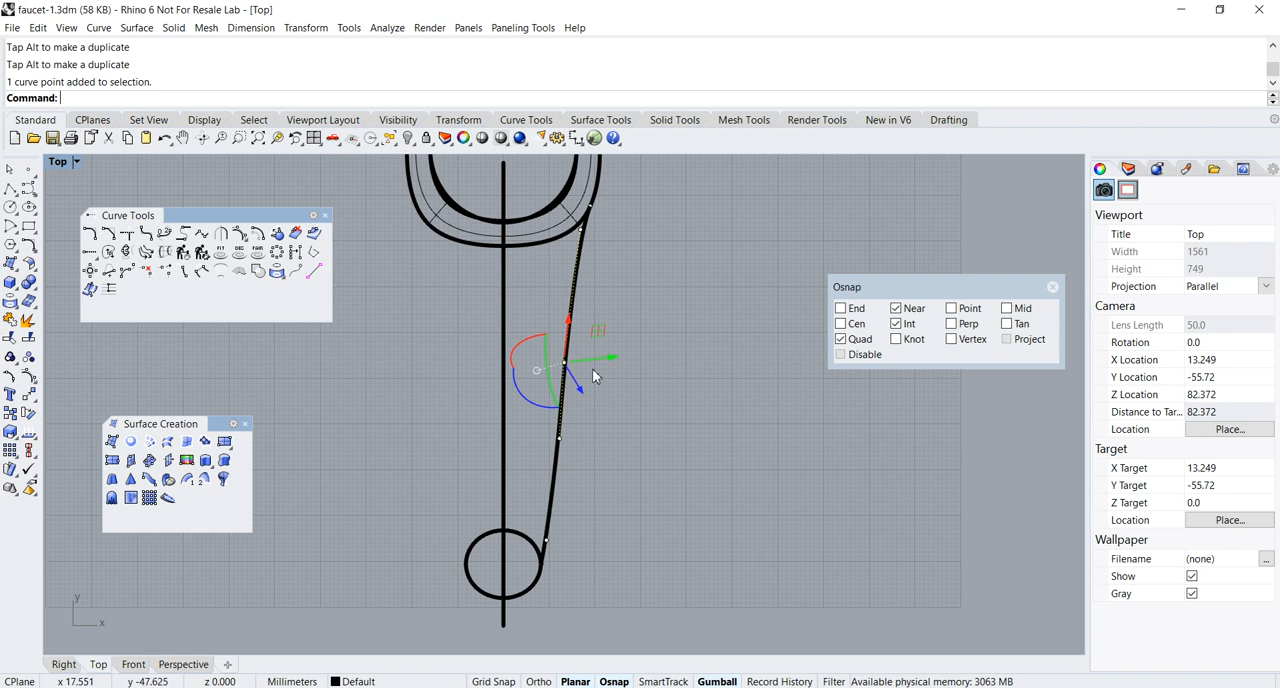 faucet-1.3dm (58 KB) - Rhino 6 Not For Resale Lab - [Top]
File Edit View Curve Surface Solid Mesh Dimension Transform Tools Analyze Render Panels Paneling Tools Help
Tap Alt to make a duplicate
Tap Alt to make a duplicate
1 curve point added to selection.
Command:
Standard CPlanes Set View Display Select Viewport Layout Visibility Transform Curve Tools Surface Tools Solid Tools Mesh Tools Render Tools New in V6 Drafting
Top
Curve Tools
Surface Creation
Osnap
End Near Point Mid
Cen Int Perp Tan
Quad Knot Vertex Project
Disable
Viewport
Title Top
Width 1561
Height 749
Projection Parallel
Camera
Lens Length 50.0
Rotation 0.0
X Location 13.249
Y Location -55.72
Z Location 82.372
Distance to Tar... 82.372
Location Place...
Target
X Target 13.249
Y Target -55.72
Z Target 0.0
Location Place...
Wallpaper
Filename (none) ...
Show
Gray
y
x
Right Top Front Perspective
CPlane x 17.551 y -47.625 z 0.000 Millimeters Default Grid Snap Ortho Planar Osnap SmartTrack Gumball Record History Filter Available physical memory: 3063 MB